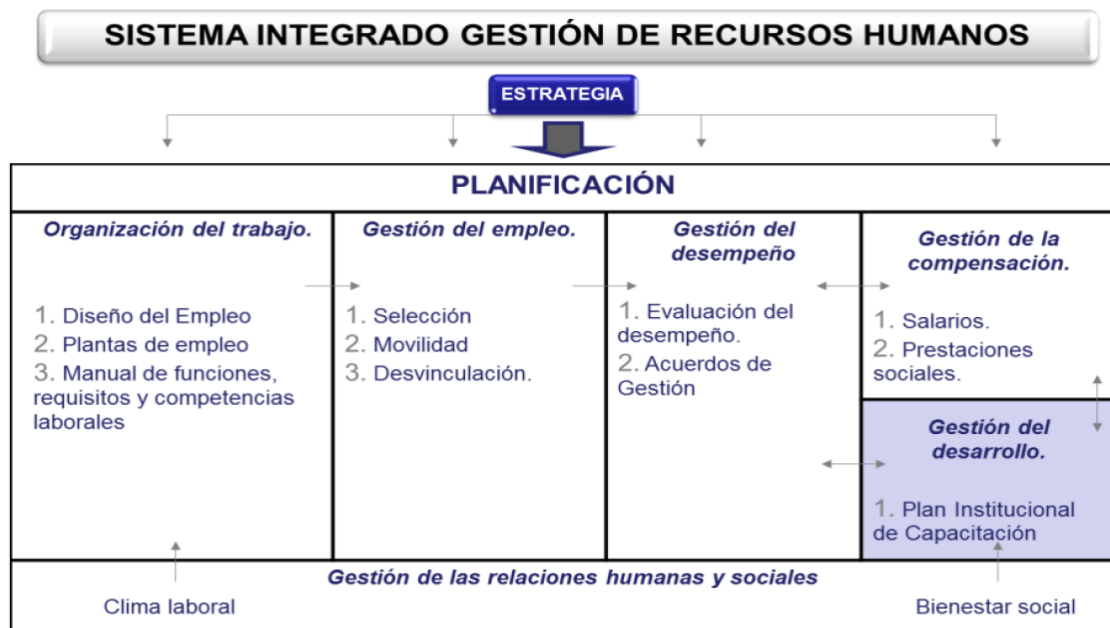 SISTEMA INTEGRADO GESTIÓN DE RECURSOS HUMANOS
ESTRATEGIA
PLANIFICACIÓN
Organización del trabajo.
1. Diseño del Empleo
2. Plantas de empleo
3. Manual de funciones,
requisitos y competencias
laborales
Gestión del empleo.
1. Selección
2. Movilidad
3. Desvinculación.
Gestión del
desempeño
1. Evaluación del
desempeño.
2. Acuerdos de
Gestión
Gestión de la
compensación.
1. Salarios.
2. Prestaciones
sociales.
Gestión del
desarrollo.
1. Plan Institucional
de Capacitación
Gestión de las relaciones humanas y sociales
Clima laboral
Bienestar social